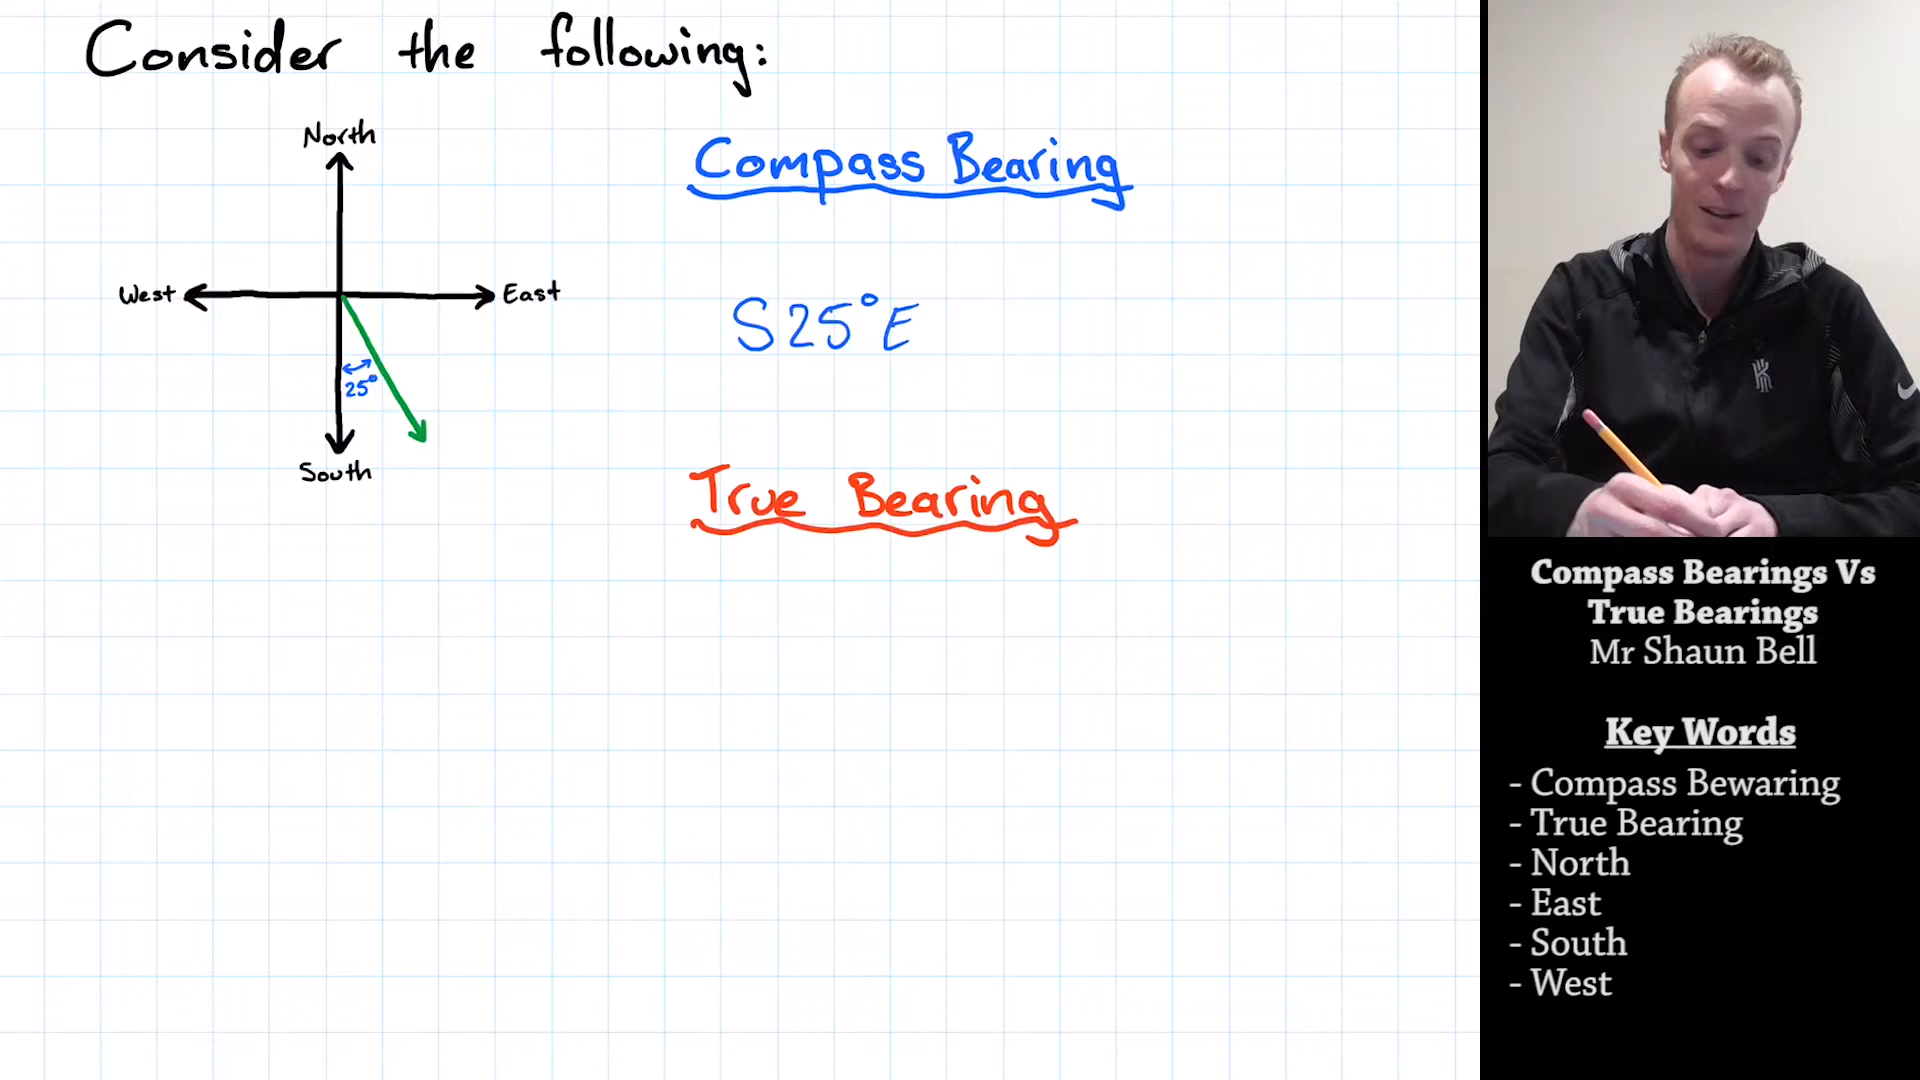 Consider the following:
North
West
East
25°
South
Compass Bearing
S25°E
True Bearing
Compass Bearings Vs
True Bearings
Mr Shaun Bell
Key Words
- Compass Bewaring
- True Bearing
- North
- East
- South
- West